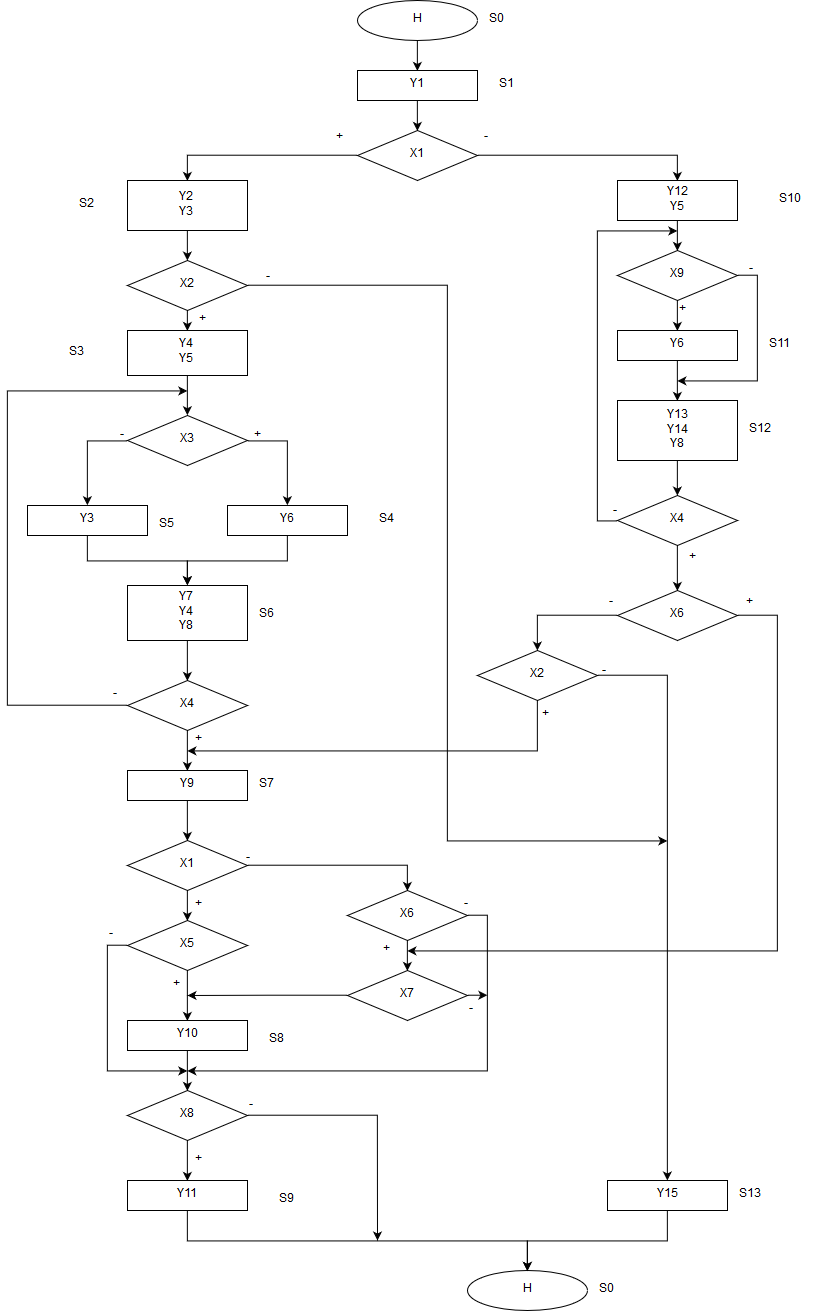 H
S0
Y1
S1
+
X1
-
Y2
Y3
S2
Y12
Y5
S10
X2
-
+
X9
-
+
Y4
Y5
S3
Y6
S11
X3
-
+
Y13
Y14
Y8
S12
Y3
S5
Y6
S4
X4
-
+
Y7
Y4
Y8
S6
X6
-
+
X4
-
+
X2
-
+
Y9
S7
X1
-
+
X6
-
+
X5
-
+
X7
-
Y10
S8
X8
-
+
Y11
S9
Y15
S13
H
S0